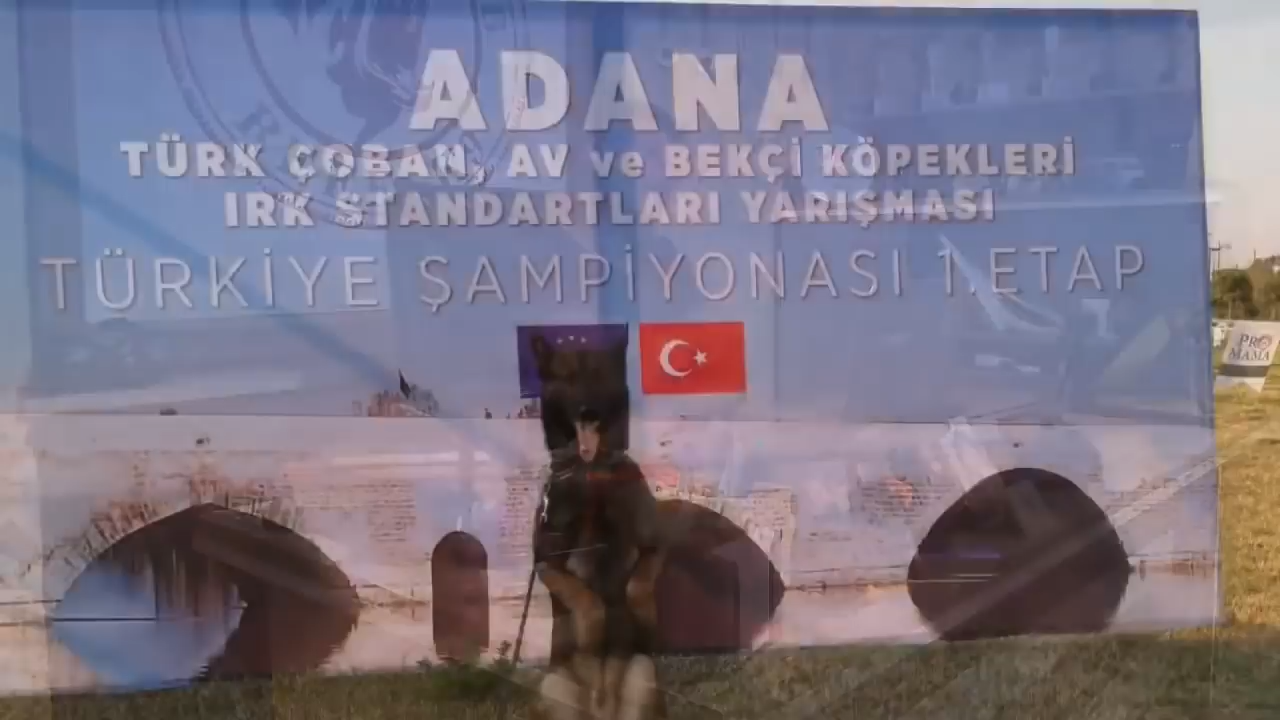 ADANA
TÜRK ÇOBAN, AV ve BEKÇİ KÖPEKLERİ
IRK STANDARTLARI YARIŞMASI
TÜRKİYE ŞAMPİYONASI 1.ETAP
PRO
MAMA